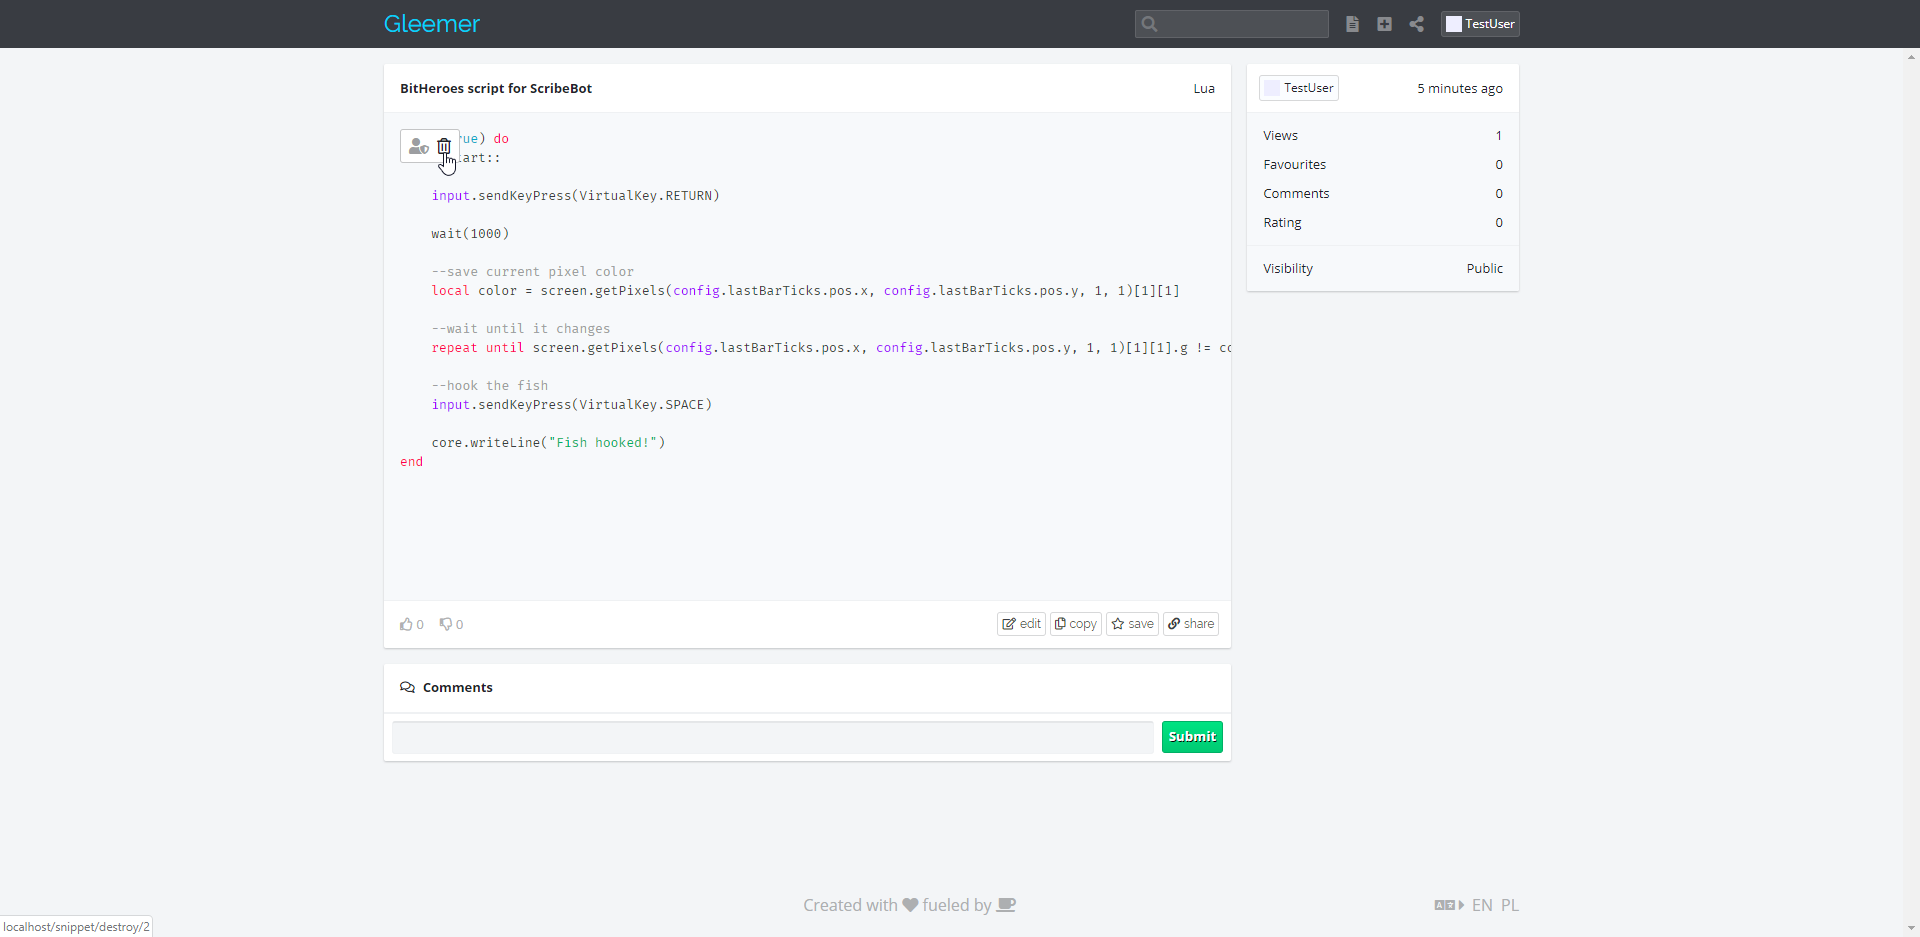 Gleemer
TestUser
BitHeroes script for ScribeBot
Lua
ue) do
art::
input.sendKeyPress(VirtualKey.RETURN)
wait(1000)
--save current pixel color
local color = screen.getPixels(config.lastBarTicks.pos.x, config.lastBarTicks.pos.y, 1, 1)[1][1]
--wait until it changes
repeat until screen.getPixels(config.lastBarTicks.pos.x, config.lastBarTicks.pos.y, 1, 1)[1][1].g != co
--hook the fish
input.sendKeyPress(VirtualKey.SPACE)
core.writeLine("Fish hooked!")
end
0 0
edit copy save share
TestUser 5 minutes ago
Views 1
Favourites 0
Comments 0
Rating 0
Visibility Public
Comments
Submit
Created with fueled by
EN PL
localhost/snippet/destroy/2